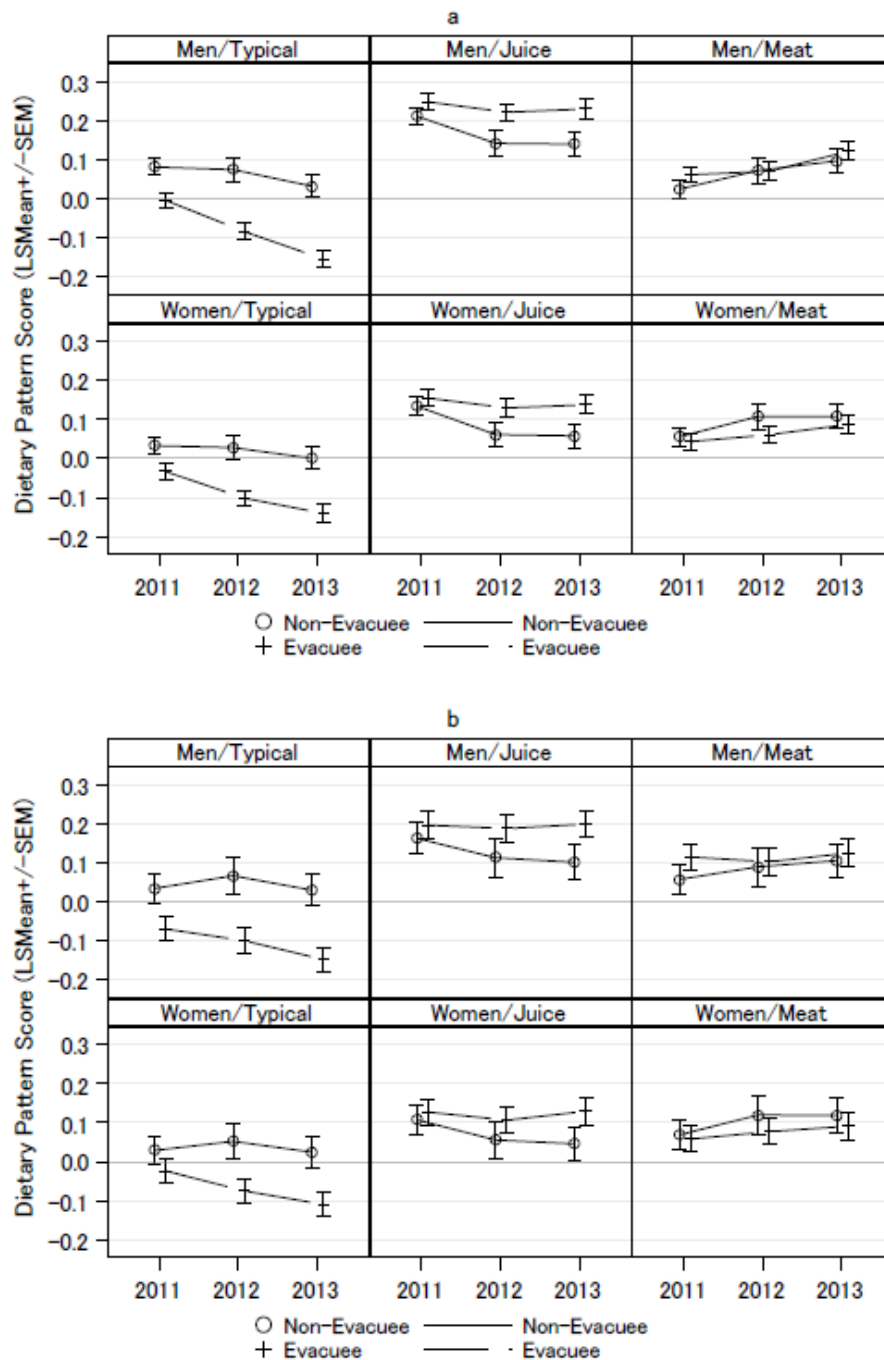 a
Men/Typical Men/Juice Men/Meat
0.3
0.2
0.1
0.0
−0.1
−0.2
Women/Typical Women/Juice Women/Meat
0.3
0.2
0.1
0.0
−0.1
−0.2
Dietary Pattern Score (LSMean+/−SEM)
2011 2012 2013 2011 2012 2013 2011 2012 2013
Non−Evacuee Non−Evacuee
Evacuee Evacuee
b
Men/Typical Men/Juice Men/Meat
0.3
0.2
0.1
0.0
−0.1
−0.2
Women/Typical Women/Juice Women/Meat
0.3
0.2
0.1
0.0
−0.1
−0.2
Dietary Pattern Score (LSMean+/−SEM)
2011 2012 2013 2011 2012 2013 2011 2012 2013
Non−Evacuee Non−Evacuee
Evacuee Evacuee